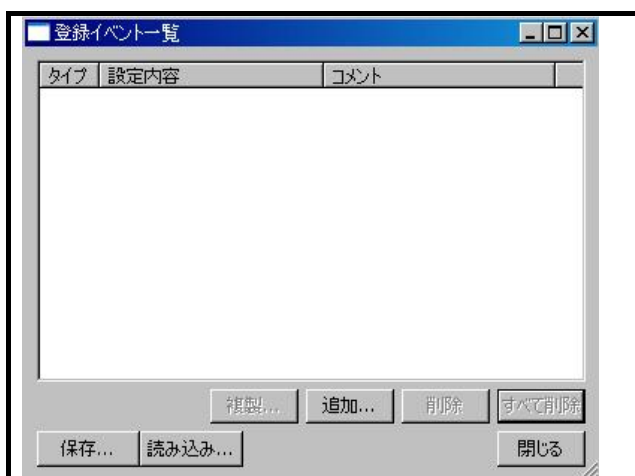 登録イベント一覧
タイプ 設定内容 コメント
複製... 追加... 削除 すべて削除
保存... 読み込み... 閉じる